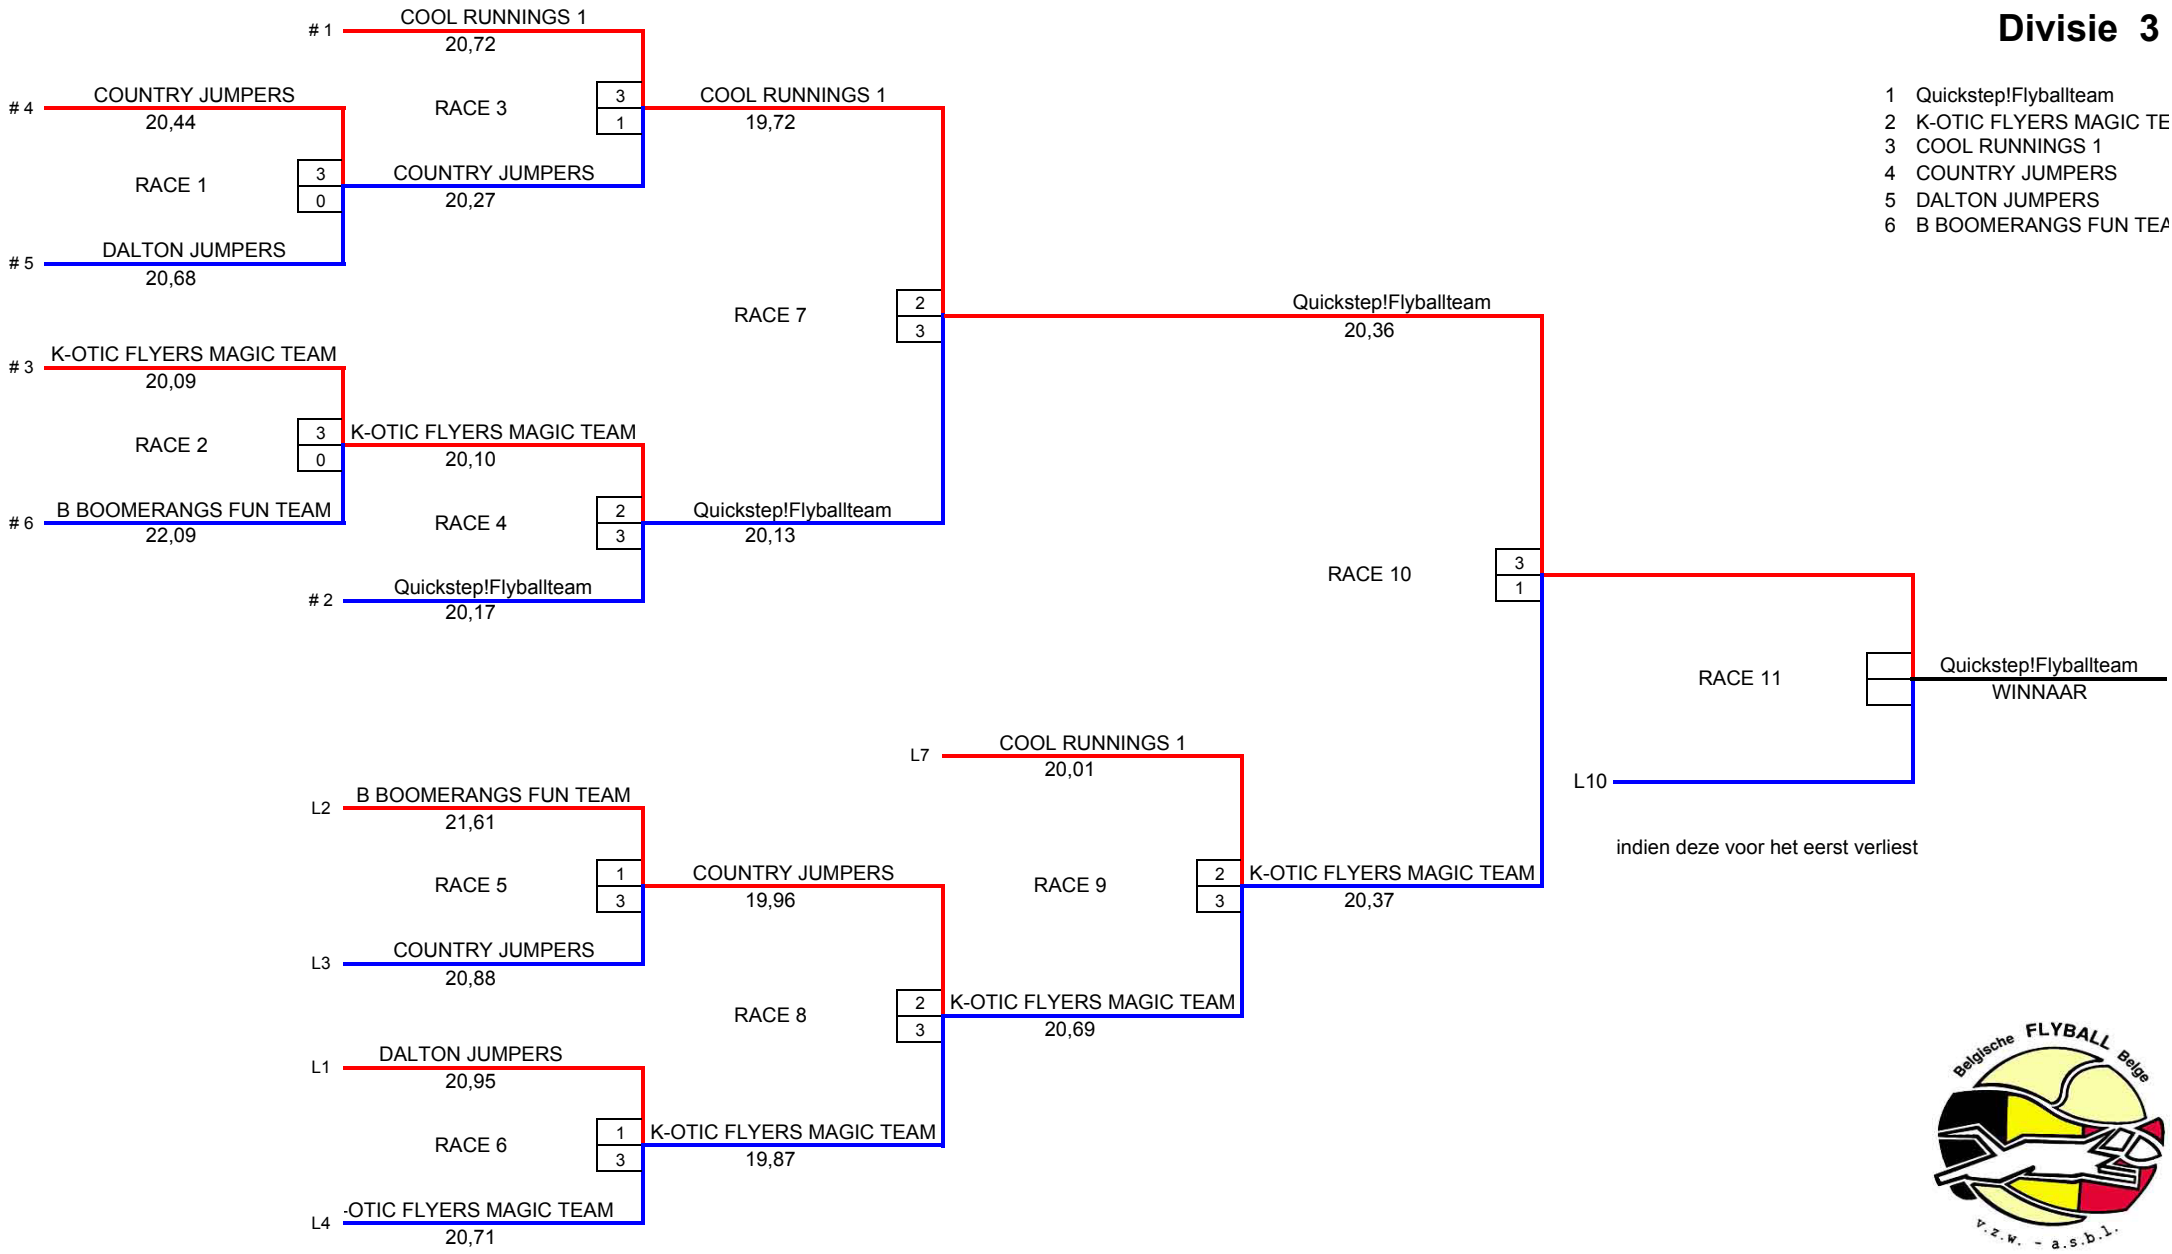 Divisie 3
1 Quickstep!Flyballteam
2 K-OTIC FLYERS MAGIC TE
3 COOL RUNNINGS 1
4 COUNTRY JUMPERS
5 DALTON JUMPERS
6 B BOOMERANGS FUN TEA
# 1 COOL RUNNINGS 1
20,72
# 4 COUNTRY JUMPERS
20,44
RACE 1
3
0
# 5 DALTON JUMPERS
20,68
RACE 3
3
1
COUNTRY JUMPERS
20,27
COOL RUNNINGS 1
19,72
# 3 K-OTIC FLYERS MAGIC TEAM
20,09
RACE 2
3
0
# 6 B BOOMERANGS FUN TEAM
22,09
K-OTIC FLYERS MAGIC TEAM
20,10
RACE 4
2
3
# 2 Quickstep!Flyballteam
20,17
Quickstep!Flyballteam
20,13
RACE 7
2
3
Quickstep!Flyballteam
20,36
RACE 10
3
1
RACE 11
Quickstep!Flyballteam
WINNAAR
L10
indien deze voor het eerst verliest
L7 COOL RUNNINGS 1
20,01
RACE 9
2
3
K-OTIC FLYERS MAGIC TEAM
20,37
L2 B BOOMERANGS FUN TEAM
21,61
RACE 5
1
3
L3 COUNTRY JUMPERS
20,88
COUNTRY JUMPERS
19,96
RACE 8
2
3
K-OTIC FLYERS MAGIC TEAM
20,69
L1 DALTON JUMPERS
20,95
RACE 6
1
3
L4 -OTIC FLYERS MAGIC TEAM
20,71
K-OTIC FLYERS MAGIC TEAM
19,87
Belgische FLYBALL Belge
v.z.w. - a.s.b.l.